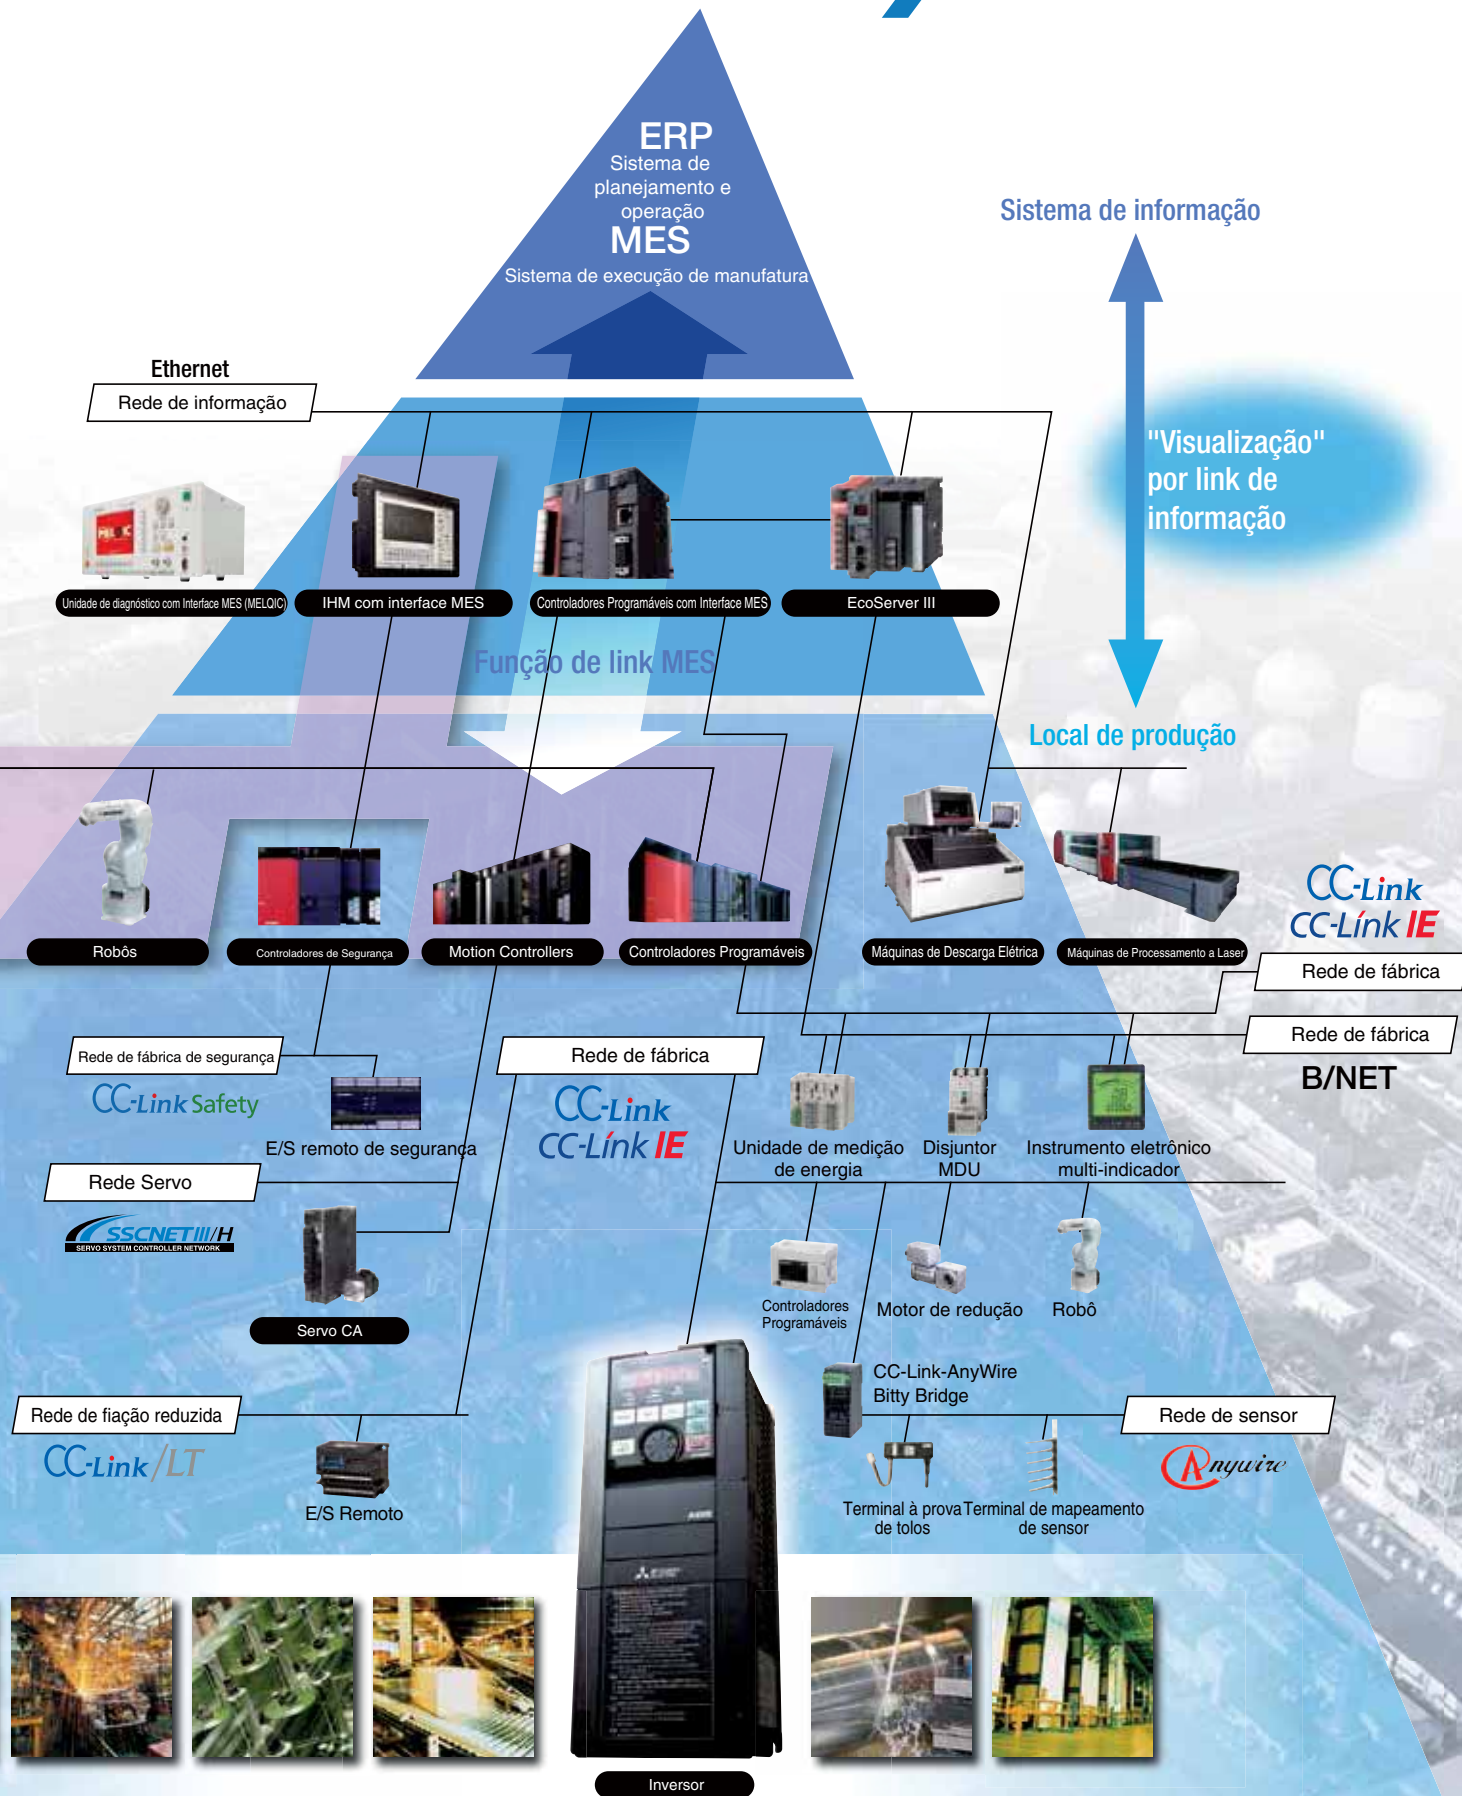 ERP
Sistema de
planejamento e
operação
MES
Sistema de execução de manufatura
Sistema de informação
Ethernet
Rede de informação
"Visualização"
por link de
informação
Unidade de diagnóstico com Interface MES (MELQIC)
IHM com interface MES
Controladores Programáveis com Interface MES
EcoServer III
Função de link MES
Local de produção
Robôs
Controladores de Segurança
Motion Controllers
Controladores Programáveis
Máquinas de Descarga Elétrica
Máquinas de Processamento a Laser
CC-Link
CC-Link IE
Rede de fábrica
Rede de fábrica
B/NET
Rede de fábrica de segurança
CC-Link Safety
E/S remoto de segurança
Rede de fábrica
CC-Link
CC-Link IE
Unidade de medição
de energia
Disjuntor
MDU
Instrumento eletrônico
multi-indicador
Rede Servo
SSCNETIII/H
SERVO SYSTEM CONTROLLER NETWORK
Servo CA
Controladores
Programáveis
Motor de redução
Robô
CC-Link-AnyWire
Bitty Bridge
Rede de fiação reduzida
CC-Link/LT
E/S Remoto
Rede de sensor
Anywire
Terminal à prova
de tolos
Terminal de mapeamento
de sensor
Inversor